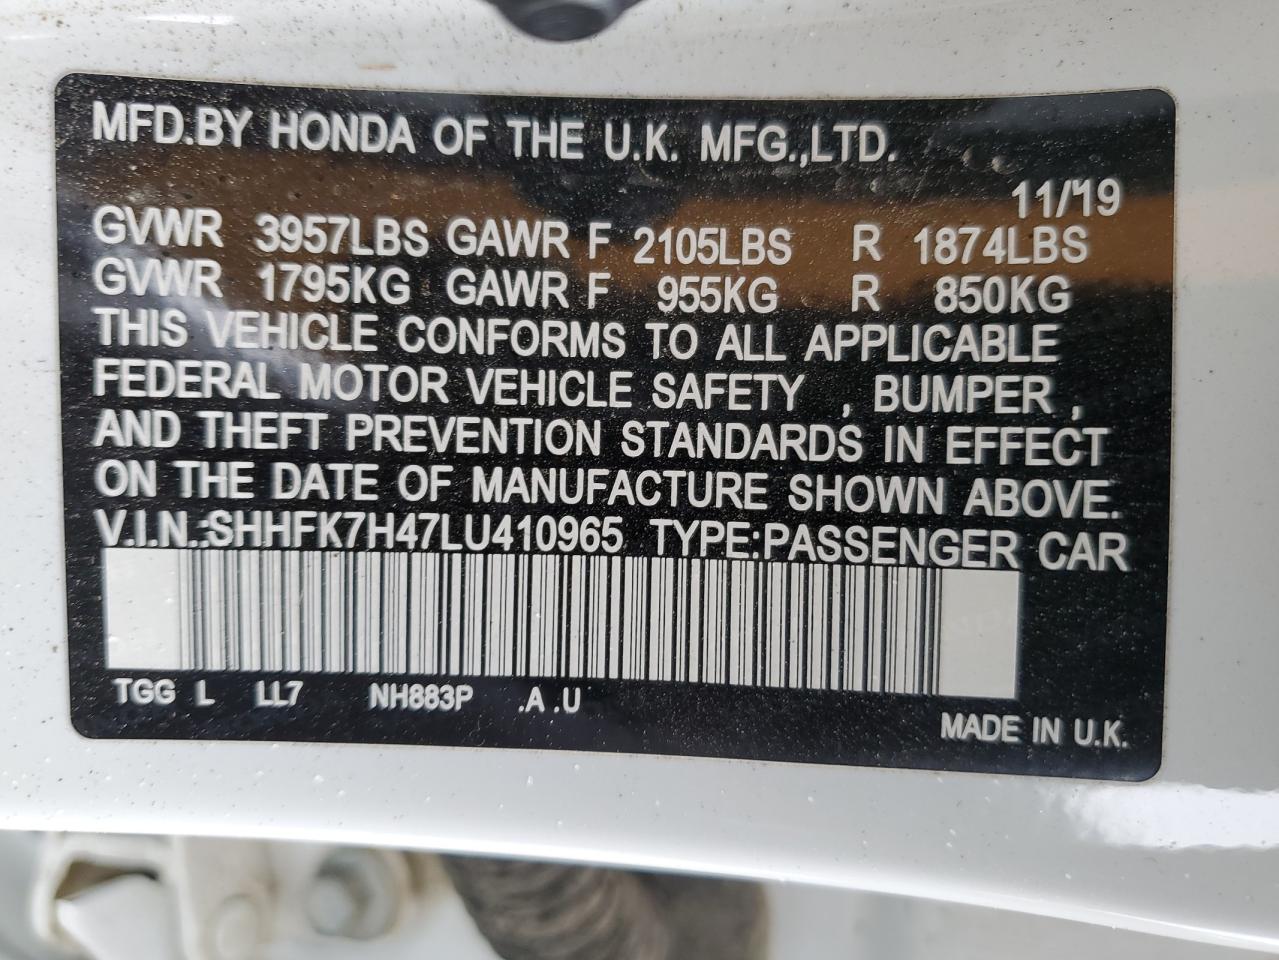 MFD.BY HONDA OF THE U.K. MFG.,LTD.
11/19
GVWR 3957LBS GAWR F 2105LBS R 1874LBS
GVWR 1795KG GAWR F 955KG R 850KG
THIS VEHICLE CONFORMS TO ALL APPLICABLE
FEDERAL MOTOR VEHICLE SAFETY , BUMPER ,
AND THEFT PREVENTION STANDARDS IN EFFECT
ON THE DATE OF MANUFACTURE SHOWN ABOVE.
V.I.N.:SHHFK7H47LU410965 TYPE:PASSENGER CAR
TGG L LL7 NH883P .A .U
MADE IN U.K.